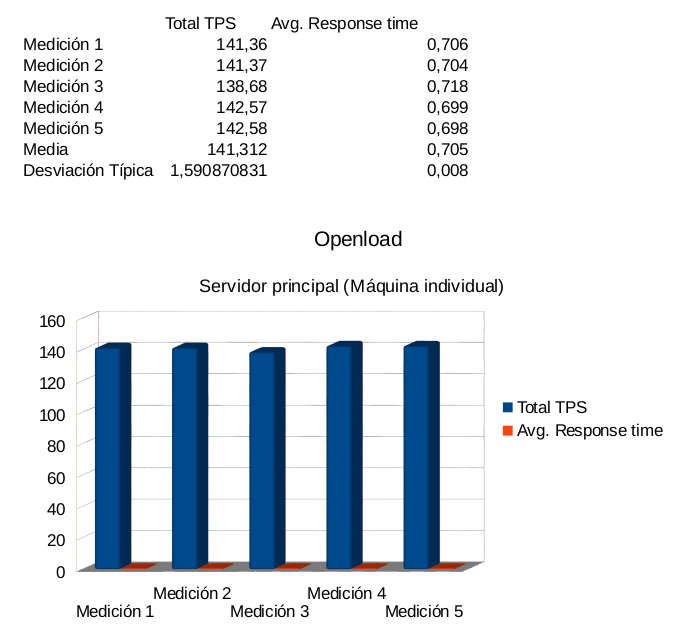 Total TPS Avg. Response time
Medición 1 141,36 0,706
Medición 2 141,37 0,704
Medición 3 138,68 0,718
Medición 4 142,57 0,699
Medición 5 142,58 0,698
Media 141,312 0,705
Desviación Típica 1,590870831 0,008
Openload
Servidor principal (Máquina individual)
160
140
120
100
80
60
40
20
0
Total TPS
Avg. Response time
Medición 2 Medición 4
Medición 1 Medición 3 Medición 5